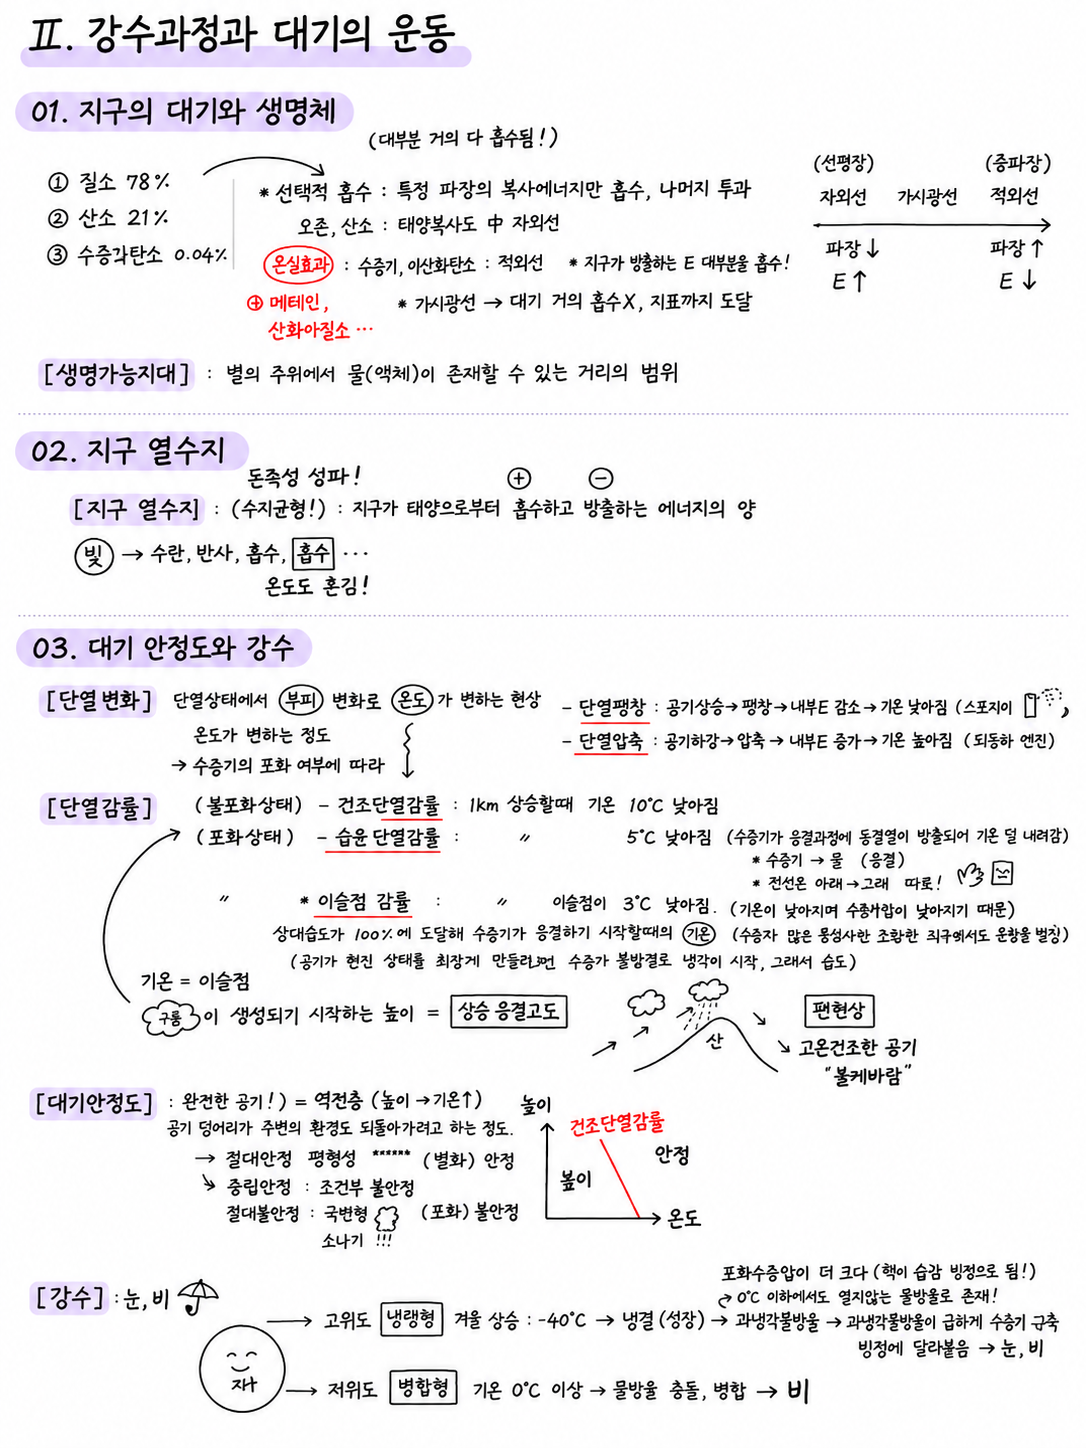 II. 강수과정과 대기의 운동
01. 지구의 대기와 생명체
(대부분 거의 다 흡수됨!)
① 질소 78%
② 산소 21%
③ 수증각탄소 0.04%
* 선택적 흡수 : 특정 파장의 복사에너지만 흡수, 나머지 투과
오존, 산소 : 태양복사도 中 자외선
온실효과 : 수증기, 이산화탄소 : 적외선 * 지구가 방출하는 E 대부분을 흡수!
⊕ 메테인,
산화아질소 ...
* 가시광선 → 대기 거의 흡수X, 지표까지 도달
(선평장) (중파장)
자외선 가시광선 적외선
파장↓ 파장↑
E↑ E↓
[생명가능지대] : 별의 주위에서 물(액체)이 존재할 수 있는 거리의 범위
02. 지구 열수지
돈족성 성파! ⊕ ⊖
[지구 열수지] : (수지균형!) : 지구가 태양으로부터 흡수하고 방출하는 에너지의 양
빛 → 수란, 반사, 흡수, 흡수 ...
온도도 혼김!
03. 대기 안정도와 강수
[단열변화] 단열상태에서 부피 변화로 온도가 변하는 현상
온도가 변하는 정도
→ 수증기의 포화 여부에 따라
- 단열팽창 : 공기상승→팽창→내부E 감소→기온 낮아짐 (스포지이
- 단열압축 : 공기하강→압축→내부E 증가→기온 높아짐 (되동하 엔진)
[단열감률] (불포화상태) - 건조단열감률 : 1km 상승할때 기온 10°C 낮아짐
(포화상태) - 습윤단열감률 : 〃 5°C 낮아짐 (수증기가 응결과정에 동결열이 방출되어 기온 덜 내려감)
* 수증기 → 물 (응결)
* 전선온 아래→그래 따로!
〃 * 이슬점 감률 : 〃 이슬점이 3°C 낮아짐. (기온이 낮아지며 수증 낮아지기 때문)
상대습도가 100%에 도달해 수증기가 응결하기 시작할때의 기온 (수증자 많은 몽성사한 조황한 운항을 벌징)
(공기가 현진 상태를 최장게 수증가 불방결로 냉각이 시작, 그래서 습도)
기온 = 이슬점
구름이 생성되기 시작하는 높이 = 상승 응결고도
산
팬현상
고온건조한 공기
"불케바람"
[대기안정도] : 완전한 공기!) = 역전층 (높이→기온↑)
공기 덩어리가 주변의 환경도 되돌아가려고 하는 정도.
→ 절대안정 평형성 ****** (별화) 안정
↘ 중립안정 : 조건부 불안정
절대불안정 : 국변형 (포화) 불안정
소나기 !!!
높이
건조단열감률
높이
안정
온도
[강수] : 눈, 비
포화수증압이 더 크다 (핵이 습감 빙정으로 됨!)
0°C 이하에서도 얼지않는 물방울로 존재!
→ 고위도 냉랭형 겨울 상승 : -40°C → 냉결(성장) → 과냉각물방울 → 과냉각물방울이 급하게 수증기 규축
빙정에 달라붙음 → 눈, 비
→ 저위도 병합형 기온 0°C 이상 → 물방울 충돌, 병합 → 비